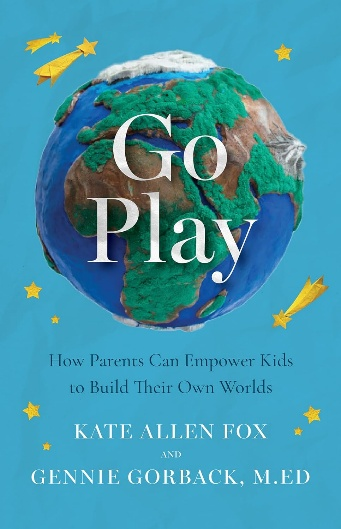 Go
Play
How Parents Can Empower Kids
to Build Their Own Worlds
KATE ALLEN FOX
AND
GENNIE GORBACK, M.ED